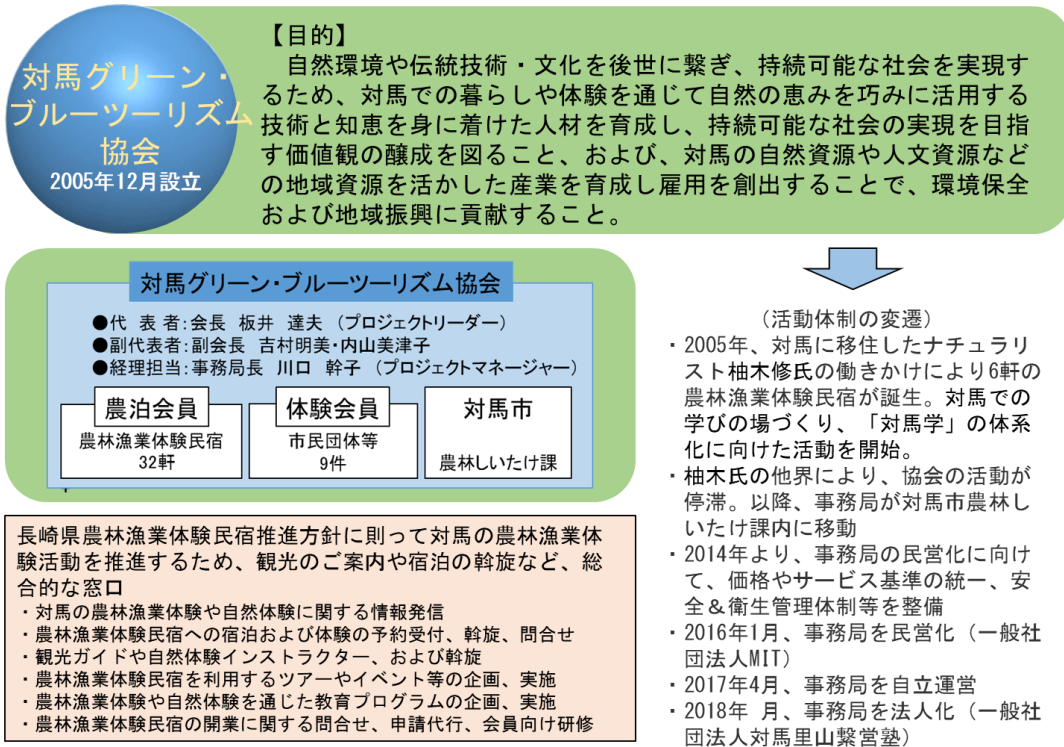 対馬グリーン・
ブルーツーリズム
協会
2005年12月設立
【目的】
自然環境や伝統技術・文化を後世に繋ぎ、持続可能な社会を実現す
るため、対馬での暮らしや体験を通じて自然の恵みを巧みに活用する
技術と知恵を身に着けた人材を育成し、持続可能な社会の実現を目指
す価値観の醸成を図ること、および、対馬の自然資源や人文資源など
の地域資源を活かした産業を育成し雇用を創出することで、環境保全
および地域振興に貢献すること。
対馬グリーン・ブルーツーリズム協会
●代 表 者:会長 板井 達夫 (プロジェクトリーダー)
●副代表者:副会長 吉村明美・内山美津子
●経理担当:事務局長 川口 幹子 (プロジェクトマネージャー)
農泊会員
農林漁業体験民宿
32軒
体験会員
市民団体等
9件
対馬市
農林しいたけ課
長崎県農林漁業体験民宿推進方針に則って対馬の農林漁業体
験活動を推進するため、観光のご案内や宿泊の斡旋など、総
合的な窓口
・対馬の農林漁業体験や自然体験に関する情報発信
・農林漁業体験民宿への宿泊および体験の予約受付、斡旋、問合せ
・観光ガイドや自然体験インストラクター、および斡旋
・農林漁業体験民宿を利用するツアーやイベント等の企画、実施
・農林漁業体験や自然体験を通じた教育プログラムの企画、実施
・農林漁業体験民宿の開業に関する問合せ、申請代行、会員向け研修
(活動体制の変遷)
・2005年、対馬に移住したナチュラリ
スト柚木修氏の働きかけにより6軒の
農林漁業体験民宿が誕生。対馬での
学びの場づくり、「対馬学」の体系
化に向けた活動を開始。
・柚木氏の他界により、協会の活動が
停滞。以降、事務局が対馬市農林し
いたけ課内に移動
・2014年より、事務局の民営化に向け
て、価格やサービス基準の統一、安
全&衛生管理体制等を整備
・2016年1月、事務局を民営化(一般社
団法人MIT)
・2017年4月、事務局を自立運営
・2018年 月、事務局を法人化(一般社
団法人対馬里山繋営塾)